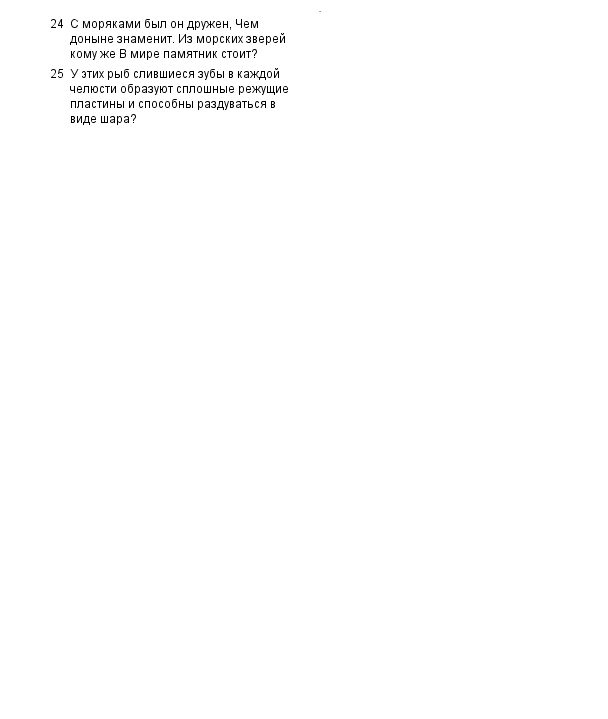 24 С моряками был он дружен, Чем
доныне знаменит. Из морских зверей
кому же В мире памятник стоит?
25 У этих рыб слившиеся зубы в каждой
челюсти образуют сплошные режущие
пластины и способны раздуваться в
виде шара?